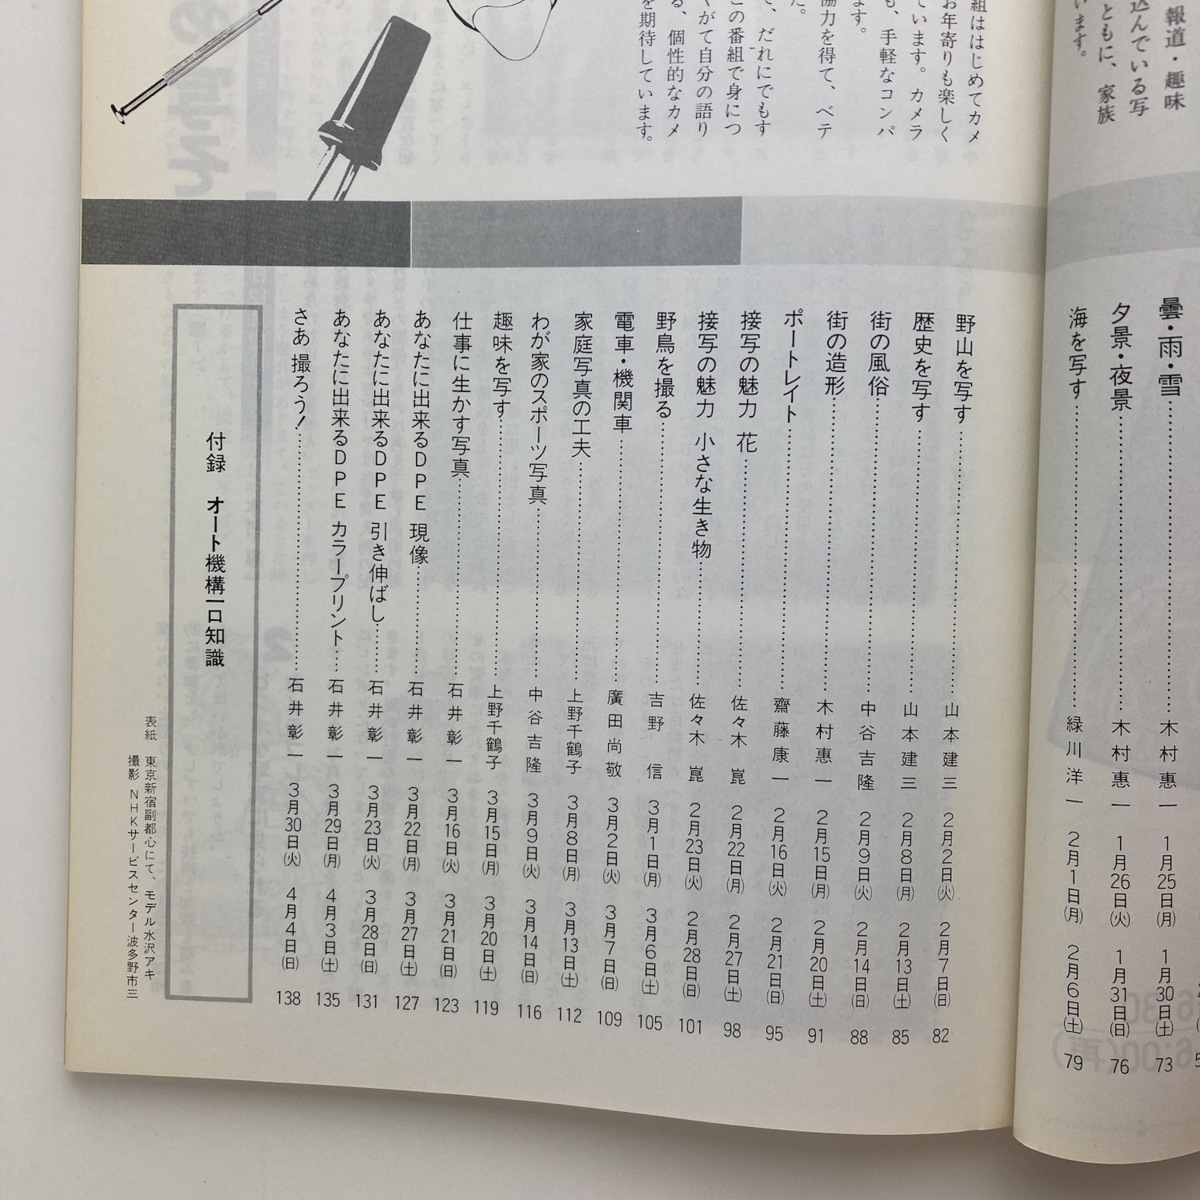 報道・趣味
込んでいる写
ともに、家族
います。
組ははじめてカメ
お年寄りも楽しく
ています。カメラ
も、手軽なコンパ
ます。
協力を得て、ベテ
た。
で、だれにでもす
この番組で身につ
くがて自分の語り
る、個性的なカメ
を期待しています。
曇・雨・雪 木村惠一 1月25日㈪ 1月30日㈯ 73
夕景・夜景 木村惠一 1月26日㈫ 1月31日㈰ 76
海を写す 緑川洋一 2月1日㈪ 2月6日㈯ 79
野山を写す 山本建三 2月2日㈫ 2月7日㈰ 82
歴史を写す 山本建三 2月8日㈪ 2月13日㈯ 85
街の風俗 中谷吉隆 2月9日㈫ 2月14日㈰ 88
街の造形 木村惠一 2月15日㈪ 2月20日㈯ 91
ポートレイト 齋藤康一 2月16日㈫ 2月21日㈰ 95
接写の魅力 花 佐々木崑 2月22日㈪ 2月27日㈯ 98
接写の魅力 小さな生き物 佐々木崑 2月23日㈫ 2月28日㈰ 101
野鳥を撮る 吉野信 3月1日㈪ 3月6日㈯ 105
電車・機関車 廣田尚敬 3月2日㈫ 3月7日㈰ 109
家庭写真の工夫 上野千鶴子 3月8日㈪ 3月13日㈯ 112
わが家のスポーツ写真 中谷吉隆 3月9日㈫ 3月14日㈰ 116
趣味を写す 上野千鶴子 3月15日㈪ 3月20日㈯ 119
仕事に生かす写真 石井彰一 3月16日㈫ 3月21日㈰ 123
あなたに出来るDPE 現像 石井彰一 3月22日㈪ 3月27日㈯ 127
あなたに出来るDPE 引き伸ばし 石井彰一 3月23日㈫ 3月28日㈰ 131
あなたに出来るDPE カラープリント 石井彰一 3月29日㈪ 4月3日㈯ 135
さあ 撮ろう! 石井彰一 3月30日㈫ 4月4日㈰ 138
付録 オート機構一口知識
表紙 東京新宿副都心にて、モデル水沢アキ
撮影 NHKサービスセンター波多野市三